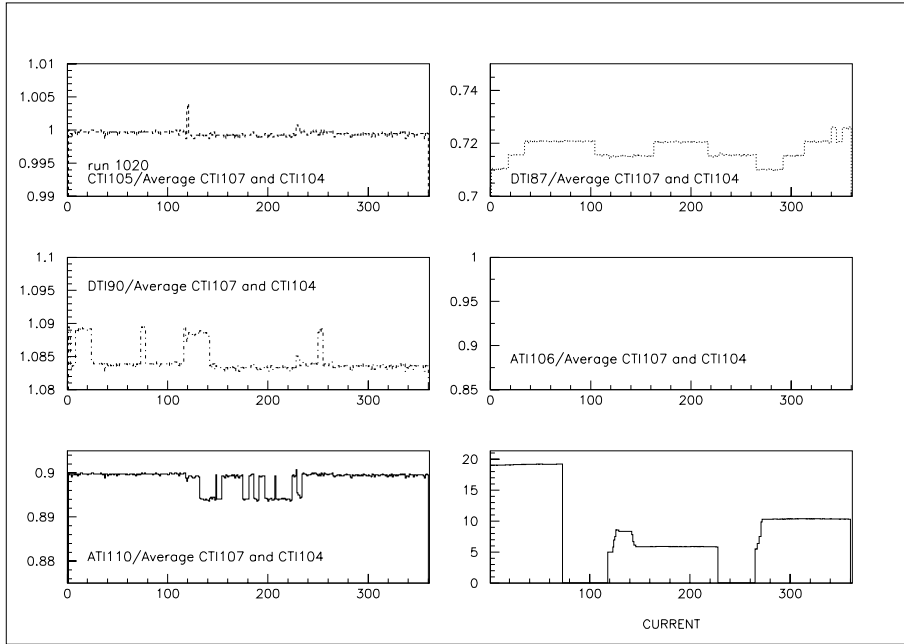 1.01
1.005
1
0.995
0.99
run 1020
CTI105/Average CTI107 and CTI104
0 100 200 300
0.74
0.72
0.7
DTI87/Average CTI107 and CTI104
0 100 200 300
1.1
1.095
1.09
1.085
1.08
DTI90/Average CTI107 and CTI104
0 100 200 300
1
0.95
0.9
0.85
ATI106/Average CTI107 and CTI104
0 100 200 300
0.9
0.89
0.88
ATI110/Average CTI107 and CTI104
0 100 200 300
20
15
10
5
0
100 200 300
CURRENT